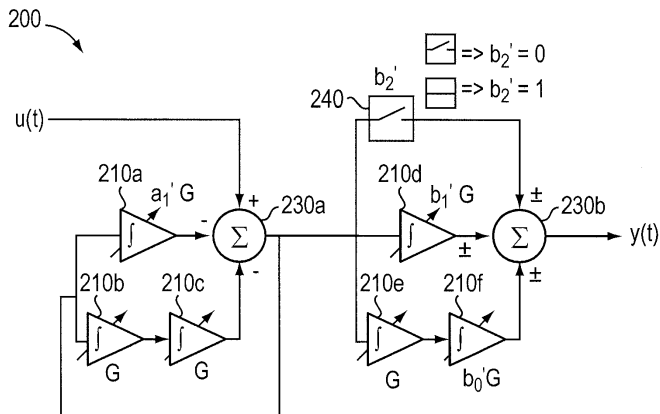 200
=> b₂' = 0
b₂'
240
=> b₂' = 1
u(t)
210a
a₁' G
∫
-
+
230a
Σ
-
210d
b₁' G
∫
±
±
230b
Σ
±
y(t)
210b
∫
G
210c
∫
G
210e
∫
G
210f
∫
b₀'G